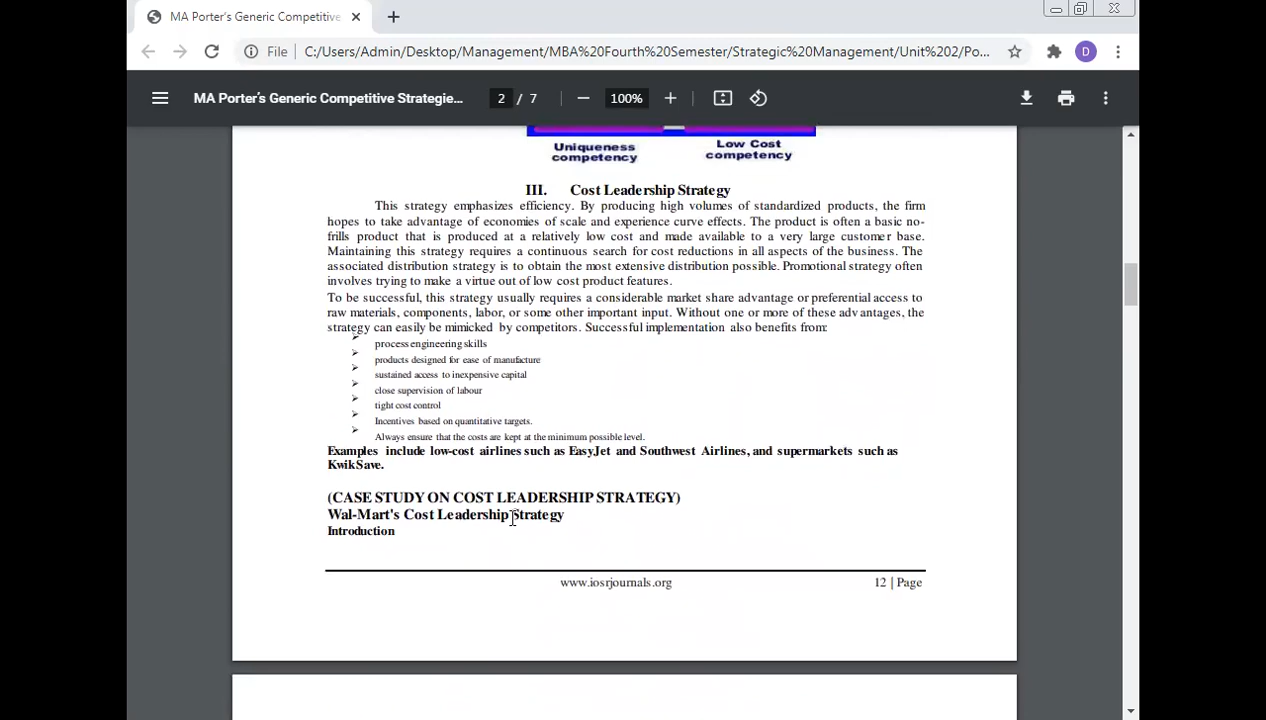 MA Porter's Generic Competitive
File
C:/Users/Admin/Desktop/Management/MBA%20Fourth%20Semester/Strategic%20Management/Unit%202/Po...
D
MA Porter's Generic Competitive Strategie...
2 / 7
100%
Uniqueness
competency
Low Cost
competency
III. Cost Leadership Strategy
This strategy emphasizes efficiency. By producing high volumes of standardized products, the firm
hopes to take advantage of economies of scale and experience curve effects. The product is often a basic no-
frills product that is produced at a relatively low cost and made available to a very large customer base.
Maintaining this strategy requires a continuous search for cost reductions in all aspects of the business. The
associated distribution strategy is to obtain the most extensive distribution possible. Promotional strategy often
involves trying to make a virtue out of low cost product features.
To be successful, this strategy usually requires a considerable market share advantage or preferential access to
raw materials, components, labor, or some other important input. Without one or more of these advantages, the
strategy can easily be mimicked by competitors. Successful implementation also benefits from:
process engineering skills
products designed for ease of manufacture
sustained access to inexpensive capital
close supervision of labour
tight cost control
Incentives based on quantitative targets.
Always ensure that the costs are kept at the minimum possible level.
Examples include low-cost airlines such as EasyJet and Southwest Airlines, and supermarkets such as
KwikSave.
(CASE STUDY ON COST LEADERSHIP STRATEGY)
Wal-Mart's Cost Leadership Strategy
Introduction
www.iosrjournals.org
12 | Page